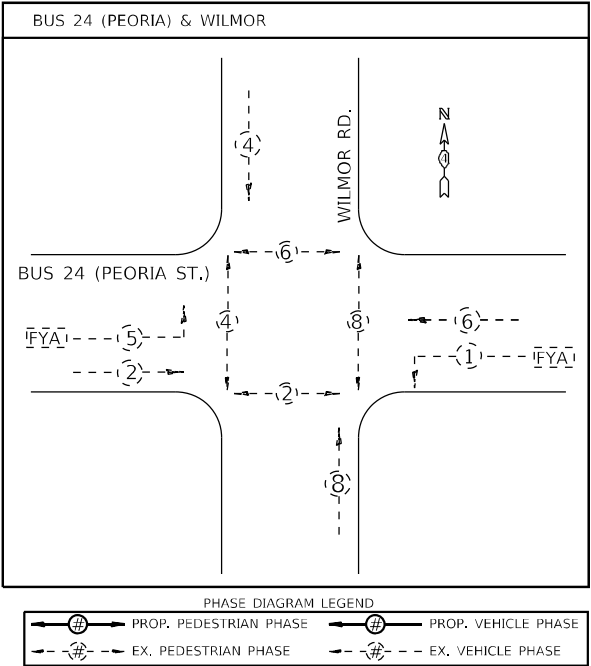 BUS 24 (PEORIA) & WILMOR
4
WILMOR RD.
N
4
6
BUS 24 (PEORIA ST.)
4
8
6
FYA
5
1
FYA
2
2
8
PHASE DIAGRAM LEGEND
# PROP. PEDESTRIAN PHASE
# PROP. VEHICLE PHASE
# EX. PEDESTRIAN PHASE
# EX. VEHICLE PHASE